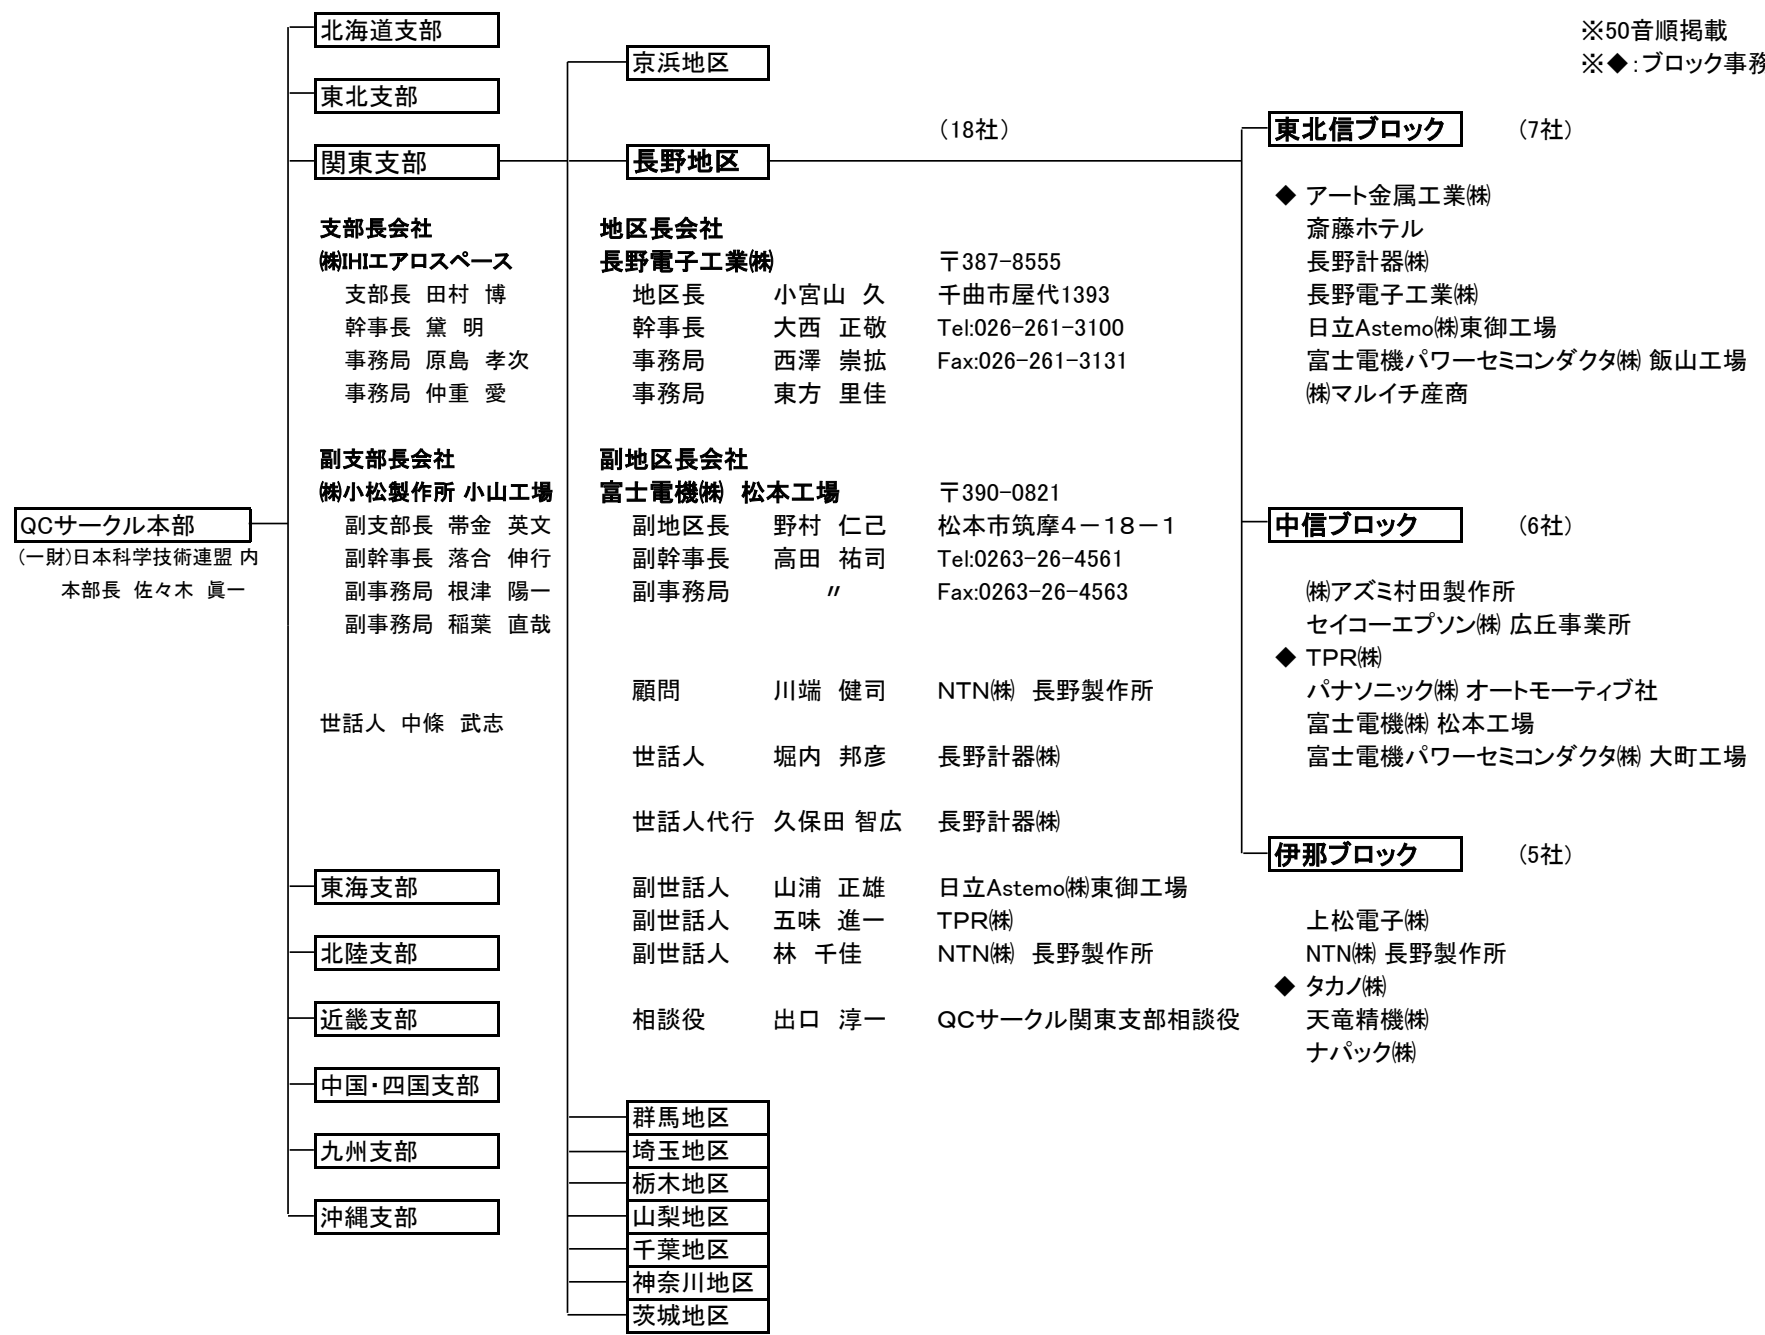 ※50音順掲載
※◆：ブロック事務
北海道支部
東北支部
関東支部
支部長会社
㈱IHIエアロスペース
支部長 田村 博
幹事長 黛 明
事務局 原島 孝次
事務局 仲重 愛
副支部長会社
㈱小松製作所 小山工場
副支部長 帯金 英文
副幹事長 落合 伸行
副事務局 根津 陽一
副事務局 稲葉 直哉
世話人 中條 武志
QCサークル本部
(一財)日本科学技術連盟 内
本部長 佐々木 眞一
東海支部
北陸支部
近畿支部
中国・四国支部
九州支部
沖縄支部
京浜地区
(18社)
長野地区
地区長会社
長野電子工業㈱ 〒387-8555
地区長 小宮山 久 千曲市屋代1393
幹事長 大西 正敬 Tel:026-261-3100
事務局 西澤 崇拡 Fax:026-261-3131
事務局 東方 里佳
副地区長会社
富士電機㈱ 松本工場 〒390-0821
副地区長 野村 仁己 松本市筑摩４－１８－１
副幹事長 高田 祐司 Tel:0263-26-4561
副事務局 〃 Fax:0263-26-4563
顧問 川端 健司 NTN㈱ 長野製作所
世話人 堀内 邦彦 長野計器㈱
世話人代行 久保田 智広 長野計器㈱
副世話人 山浦 正雄 日立Astemo㈱東御工場
副世話人 五味 進一 TPR㈱
副世話人 林 千佳 NTN㈱ 長野製作所
相談役 出口 淳一 QCサークル関東支部相談役
群馬地区
埼玉地区
栃木地区
山梨地区
千葉地区
神奈川地区
茨城地区
東北信ブロック (7社)
◆ アート金属工業㈱
斎藤ホテル
長野計器㈱
長野電子工業㈱
日立Astemo㈱東御工場
富士電機パワーセミコンダクタ㈱ 飯山工場
㈱マルイチ産商
中信ブロック (6社)
㈱アズミ村田製作所
セイコーエプソン㈱ 広丘事業所
◆ TPR㈱
パナソニック㈱ オートモーティブ社
富士電機㈱ 松本工場
富士電機パワーセミコンダクタ㈱ 大町工場
伊那ブロック (5社)
上松電子㈱
NTN㈱ 長野製作所
◆ タカノ㈱
天竜精機㈱
ナパック㈱